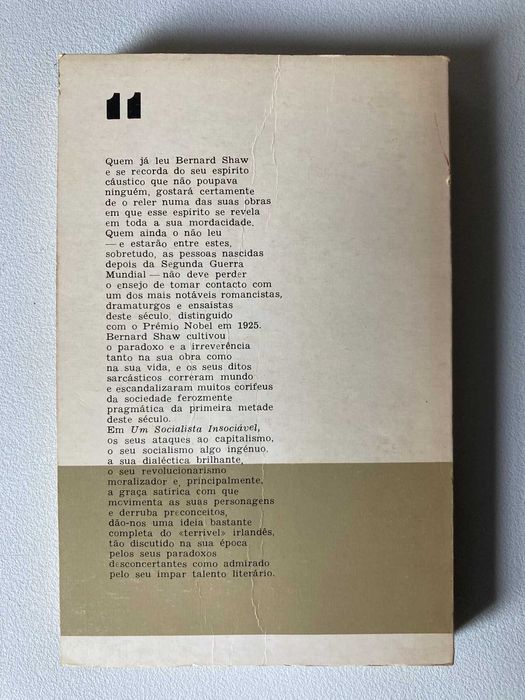 11
Quem já leu Bernard Shaw
e se recorda do seu espírito
cáustico que não poupava
ninguém, gostará certamente
de o reler numa das suas obras
em que esse espírito se revela
em toda a sua mordacidade.
Quem ainda o não leu
— e estarão entre estes,
sobretudo, as pessoas nascidas
depois da Segunda Guerra
Mundial — não deve perder
o ensejo de tomar contacto com
um dos mais notáveis romancistas,
dramaturgos e ensaístas
deste século, distinguido
com o Prémio Nobel em 1925.
Bernard Shaw cultivou
o paradoxo e a irreverência
tanto na sua obra como
na sua vida, e os seus ditos
sarcásticos correram mundo
e escandalizaram muitos corifeus
da sociedade ferozmente
pragmática da primeira metade
deste século.
Em Um Socialista Insociável,
os seus ataques ao capitalismo,
o seu socialismo algo ingénuo,
a sua dialéctica brilhante,
o seu revolucionarismo
moralizador e, principalmente,
a graça satírica com que
movimenta as suas personagens
e derruba preconceitos,
dão-nos uma ideia bastante
completa do «terrível» irlandês,
tão discutido na sua época
pelos seus paradoxos
desconcertantes como admirado
pelo seu ímpar talento literário.